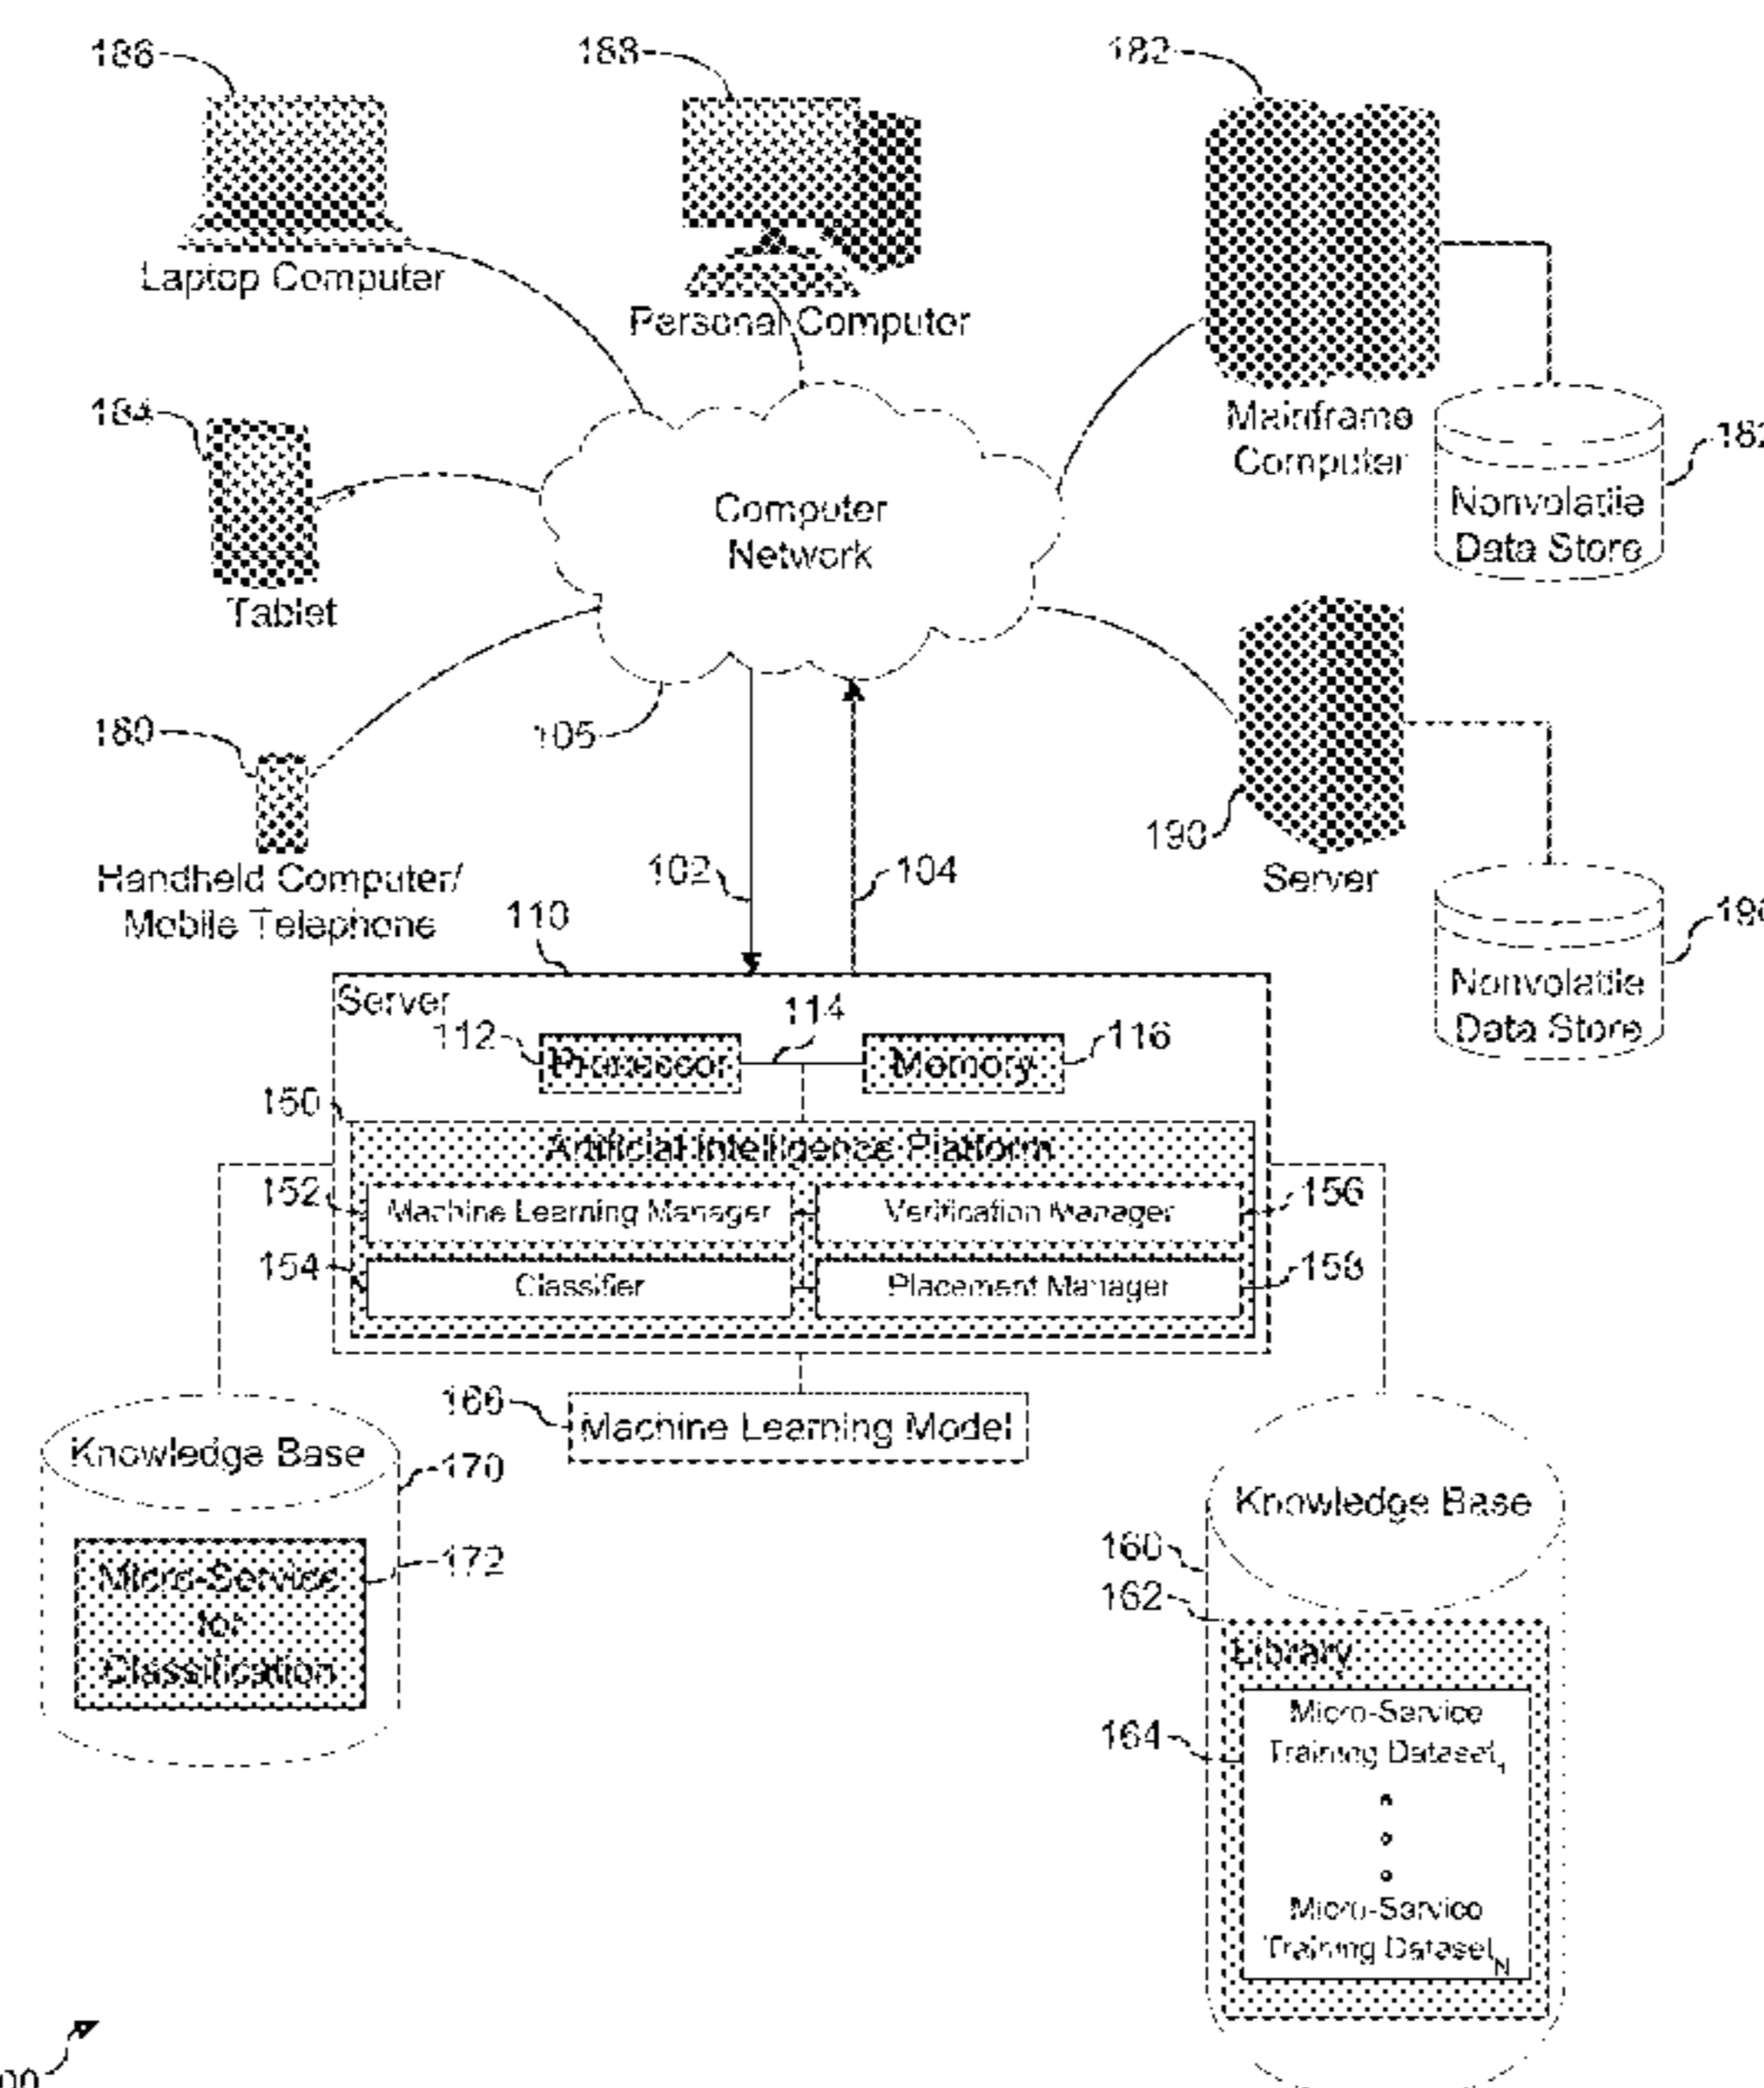 186
188
182
Laptop Computer
Personal Computer
184
Mainframe
Computer
182
Nonvolatile
Data Store
Computer
Network
Tablet
180
105
190
Server
Handheld Computer/
Mobile Telephone
102
104
190
Nonvolatile
Data Store
110
Server
112
Processor
114
Memory
116
150
Artificial Intelligence Platform
152
Machine Learning Manager
Verification Manager
156
154
Classifier
Placement Manager
158
166
Machine Learning Model
Knowledge Base
170
Micro-Service
for
Classification
172
Knowledge Base
160
162
Library
164
Micro-Service
Training Dataset1
Micro-Service
Training DatasetN
00